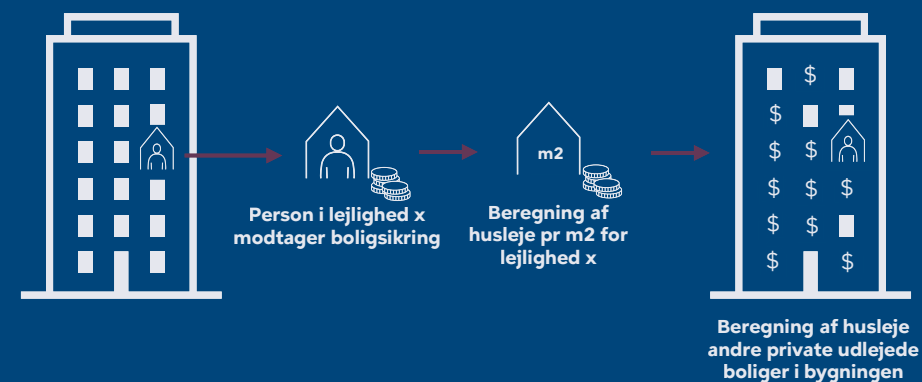 $
$
$ $
$ $ $
$ $
$ $
m2
Person i lejlighed x
modtager boligsikring
Beregning af
husleje pr m2 for
lejlighed x
Beregning af husleje
andre private udlejede
boliger i bygningen